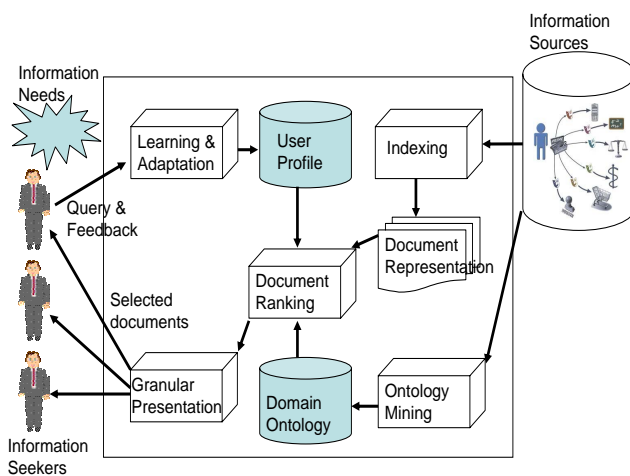 Information
Sources
Information
Needs
Learning &
Adaptation
User
Profile
Indexing
Query &
Feedback
Document
Representation
Document
Ranking
Selected
documents
Granular
Presentation
Domain
Ontology
Ontology
Mining
Information
Seekers